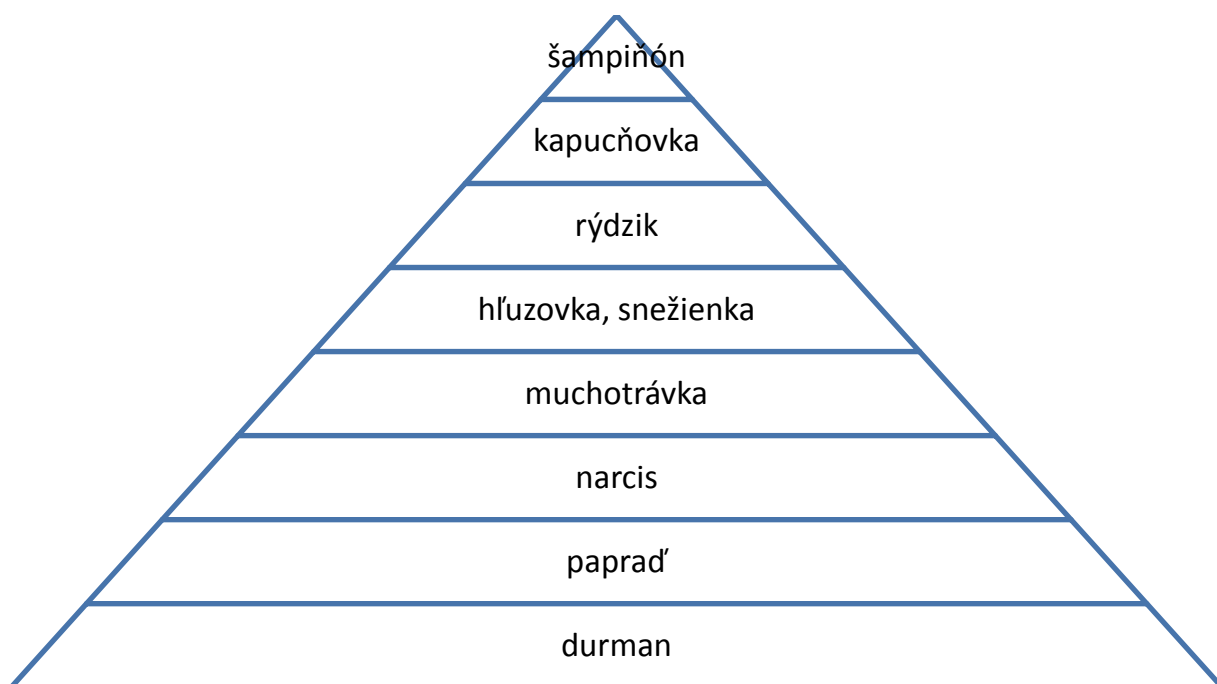 šampiňón
kapucňovka
rýdzik
hľuzovka, snežienka
muchotrávka
narcis
papraď
durman